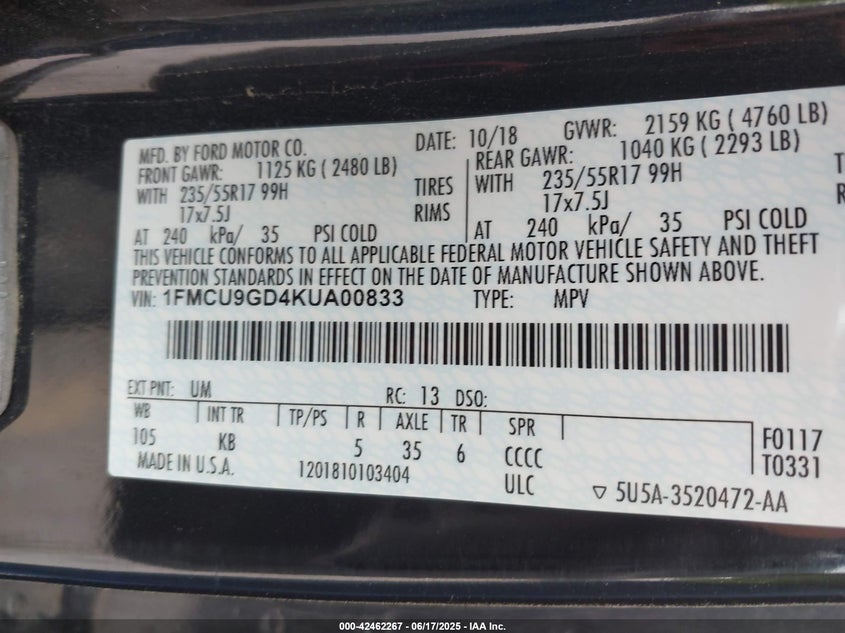 MFD. BY FORD MOTOR CO. DATE: 10/18 GVWR: 2159 KG ( 4760 LB)
FRONT GAWR: 1125 KG ( 2480 LB) REAR GAWR: 1040 KG ( 2293 LB)
WITH 235/55R17 99H TIRES WITH 235/55R17 99H
17x7.5J RIMS 17x7.5J
AT 240 kPa/ 35 PSI COLD AT 240 kPa/ 35 PSI COLD
THIS VEHICLE CONFORMS TO ALL APPLICABLE FEDERAL MOTOR VEHICLE SAFETY AND THEFT
PREVENTION STANDARDS IN EFFECT ON THE DATE OF MANUFACTURE SHOWN ABOVE.
VIN: 1FMCU9GD4KUA00833 TYPE: MPV
EXT PNT: UM RC: 13 DSO:
WB INT TR TP/PS R AXLE TR SPR
105 KB 5 35 6 CCCC F0117
MADE IN U.S.A. 1201810103404 ULC T0331
5U5A-3520472-AA
000-42462267 - 06/17/2025 - IAA Inc.